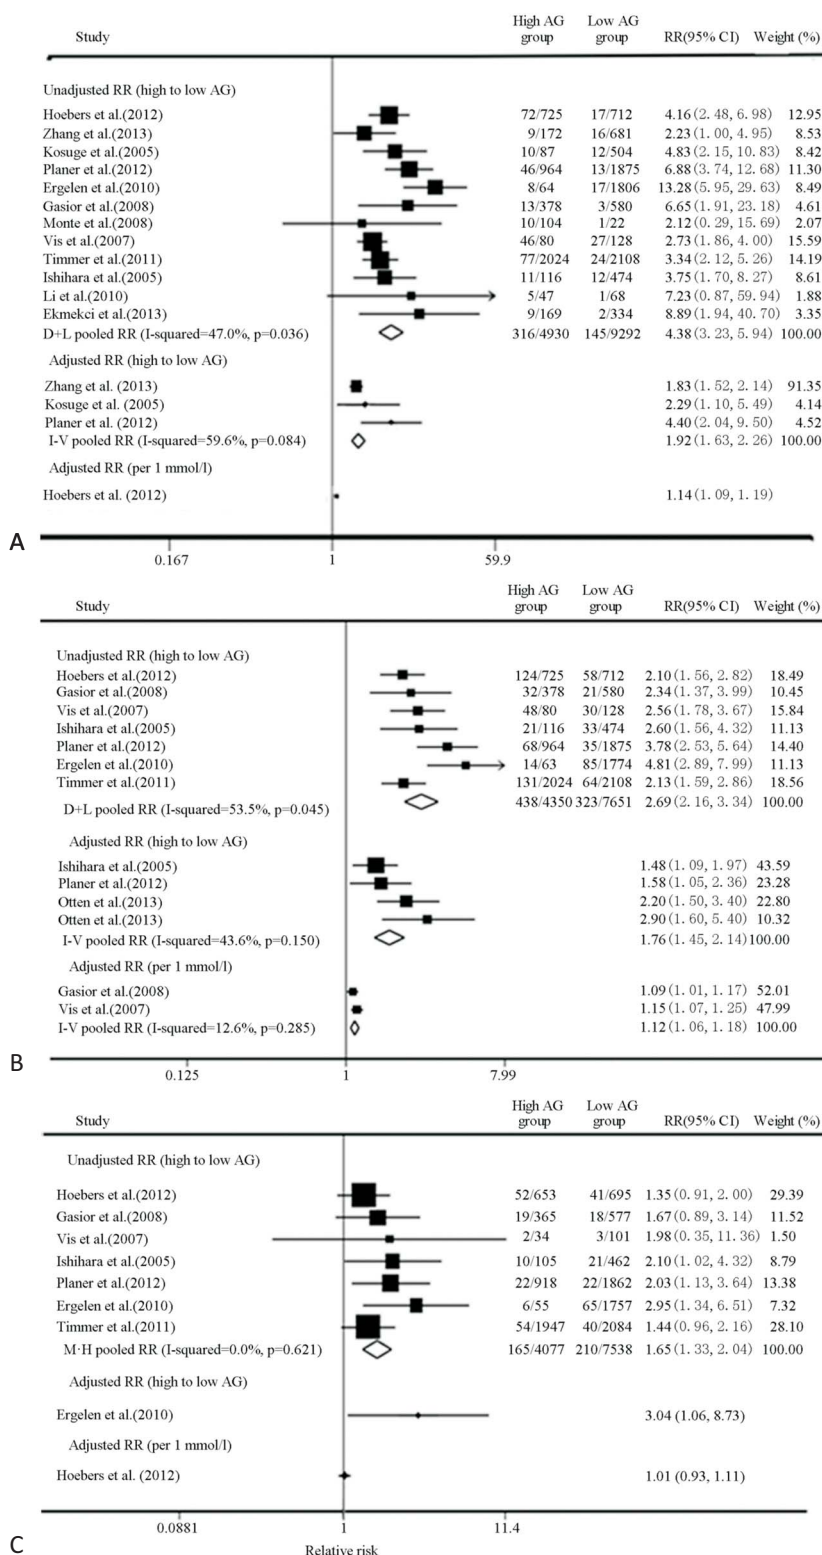 Study High AG group Low AG group RR(95% CI) Weight (%)
Unadjusted RR (high to low AG)
Hoebers et al.(2012) 72/725 17/712 4.16 (2.48, 6.98) 12.95
Zhang et al.(2013) 9/172 16/681 2.23 (1.00, 4.95) 8.53
Kosuge et al.(2005) 10/87 12/504 4.83 (2.15, 10.83) 8.42
Planer et al.(2012) 46/964 13/1875 6.88 (3.74, 12.68) 11.30
Ergelen et al.(2010) 8/64 17/1806 13.28 (5.95, 29.63) 8.49
Gasior et al.(2008) 13/378 3/580 6.65 (1.91, 23.18) 4.61
Monte et al.(2008) 10/104 1/22 2.12 (0.29, 15.69) 2.07
Vis et al.(2007) 46/80 27/128 2.73 (1.86, 4.00) 15.59
Timmer et al.(2011) 77/2024 24/2108 3.34 (2.12, 5.26) 14.19
Ishihara et al.(2005) 11/116 12/474 3.75 (1.70, 8.27) 8.61
Li et al.(2010) 5/47 1/68 7.23 (0.87, 59.94) 1.88
Ekmekci et al.(2013) 9/169 2/334 8.89 (1.94, 40.70) 3.35
D+L pooled RR (I-squared=47.0%, p=0.036) 316/4930 145/9292 4.38 (3.23, 5.94) 100.00
Adjusted RR (high to low AG)
Zhang et al. (2013) 1.83 (1.52, 2.14) 91.35
Kosuge et al. (2005) 2.29 (1.10, 5.49) 4.14
Planer et al. (2012) 4.40 (2.04, 9.50) 4.52
I-V pooled RR (I-squared=59.6%, p=0.084) 1.92 (1.63, 2.26) 100.00
Adjusted RR (per 1 mmol/l)
Hoebers et al. (2012) 1.14 (1.09, 1.19)
A
0.167 1 59.9
Study High AG group Low AG group RR(95% CI) Weight (%)
Unadjusted RR (high to low AG)
Hoebers et al.(2012) 124/725 58/712 2.10 (1.56, 2.82) 18.49
Gasior et al.(2008) 32/378 21/580 2.34 (1.37, 3.99) 10.45
Vis et al.(2007) 48/80 30/128 2.56 (1.78, 3.67) 15.84
Ishihara et al.(2005) 21/116 33/474 2.60 (1.56, 4.32) 11.13
Planer et al.(2012) 68/964 35/1875 3.78 (2.53, 5.64) 14.40
Ergelen et al.(2010) 14/63 85/1774 4.81 (2.89, 7.99) 11.13
Timmer et al.(2011) 131/2024 64/2108 2.13 (1.59, 2.86) 18.56
D+L pooled RR (I-squared=53.5%, p=0.045) 438/4350 323/7651 2.69 (2.16, 3.34) 100.00
Adjusted RR (high to low AG)
Ishihara et al.(2005) 1.48 (1.09, 1.97) 43.59
Planer et al.(2012) 1.58 (1.05, 2.36) 23.28
Otten et al.(2013) 2.20 (1.50, 3.40) 22.80
Otten et al.(2013) 2.90 (1.60, 5.40) 10.32
I-V pooled RR (I-squared=43.6%, p=0.150) 1.76 (1.45, 2.14)100.00
Adjusted RR (per 1 mmol/l)
Gasior et al.(2008) 1.09 (1.01, 1.17) 52.01
Vis et al.(2007) 1.15 (1.07, 1.25) 47.99
I-V pooled RR (I-squared=12.6%, p=0.285) 1.12 (1.06, 1.18) 100.00
B
0.125 1 7.99
Study High AG group Low AG group RR(95% CI) Weight (%)
Unadjusted RR (high to low AG)
Hoebers et al.(2012) 52/653 41/695 1.35 (0.91, 2.00) 29.39
Gasior et al.(2008) 19/365 18/577 1.67 (0.89, 3.14) 11.52
Vis et al.(2007) 2/34 3/101 1.98 (0.35, 11.36) 1.50
Ishihara et al.(2005) 10/105 21/462 2.10 (1.02, 4.32) 8.79
Planer et al.(2012) 22/918 22/1862 2.03 (1.13, 3.64) 13.38
Ergelen et al.(2010) 6/55 65/1757 2.95 (1.34, 6.51) 7.32
Timmer et al.(2011) 54/1947 40/2084 1.44 (0.96, 2.16) 28.10
M·H pooled RR (I-squared=0.0%, p=0.621) 165/4077 210/7538 1.65 (1.33, 2.04) 100.00
Adjusted RR (high to low AG)
Ergelen et al.(2010) 3.04 (1.06, 8.73)
Adjusted RR (per 1 mmol/l)
Hoebers et al. (2012) 1.01 (0.93, 1.11)
C
0.0881 1 11.4
Relative risk